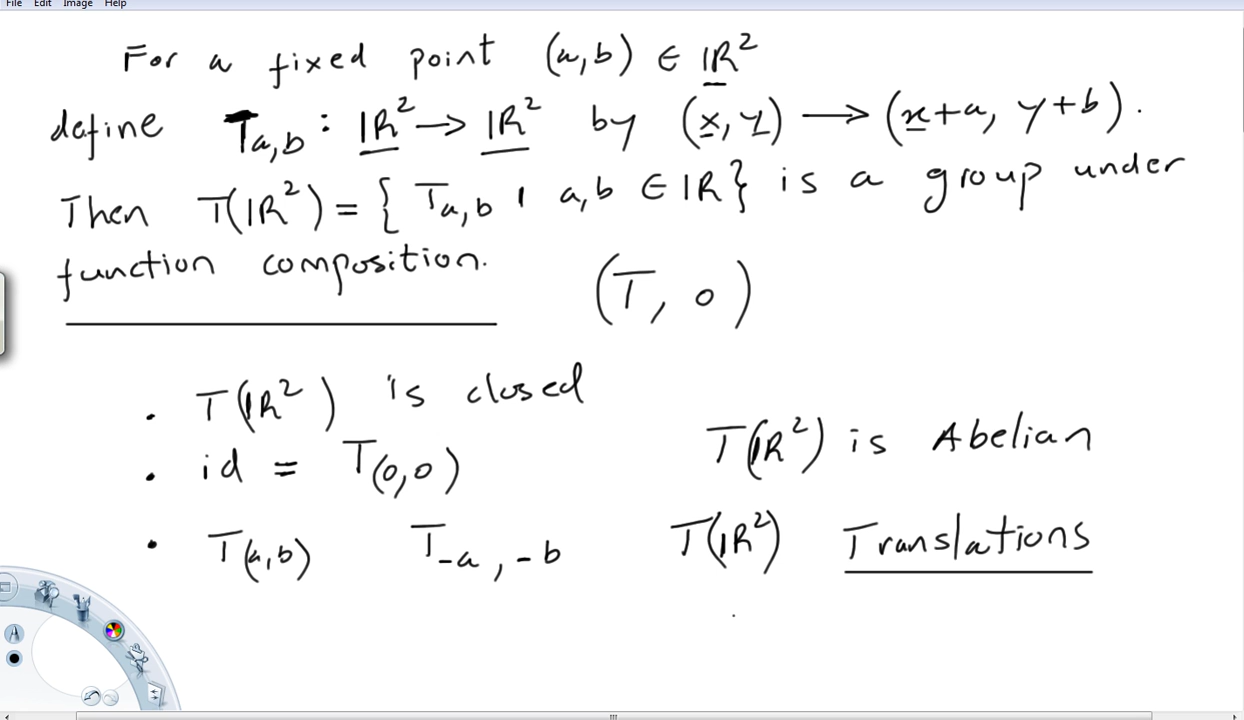 File Edit Image Help
For a fixed point (a,b) ∈ ℝ²
define T_{a,b} : ℝ² → ℝ² by (x,y) → (x+a, y+b).
Then T(ℝ²) = { T_{a,b} | a,b ∈ ℝ} is a group under
function composition.
(T, ∘)
· T(ℝ²) is closed
· id = T_{(0,0)}
T(ℝ²) is Abelian
· T_{(a,b)} T_{-a,-b}
T(ℝ²) Translations